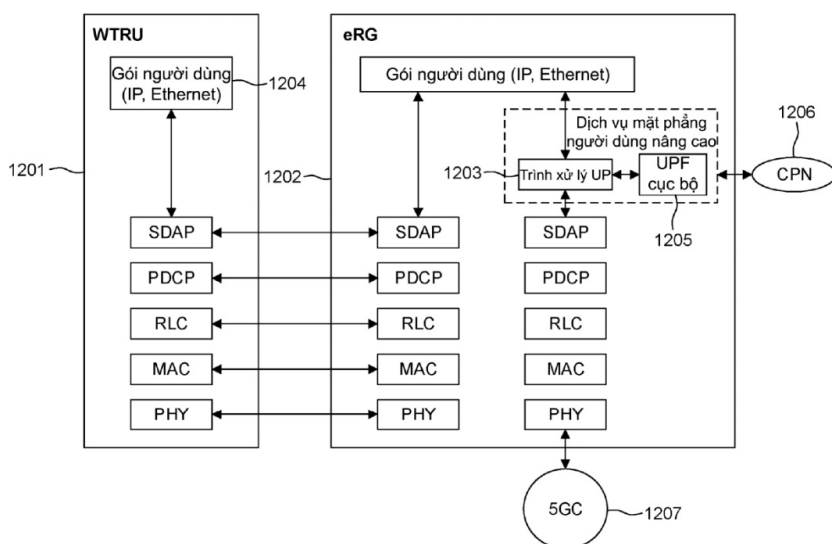 WTRU
Gói người dùng
(IP, Ethernet)
1204
1201
eRG
Gói người dùng (IP, Ethernet)
Dịch vụ mặt phẳng
người dùng nâng cao
1202
1203
Trình xử lý UP
UPF
cục bộ
1205
1206
CPN
SDAP
SDAP
SDAP
PDCP
PDCP
PDCP
RLC
RLC
RLC
MAC
MAC
MAC
PHY
PHY
PHY
5GC
1207